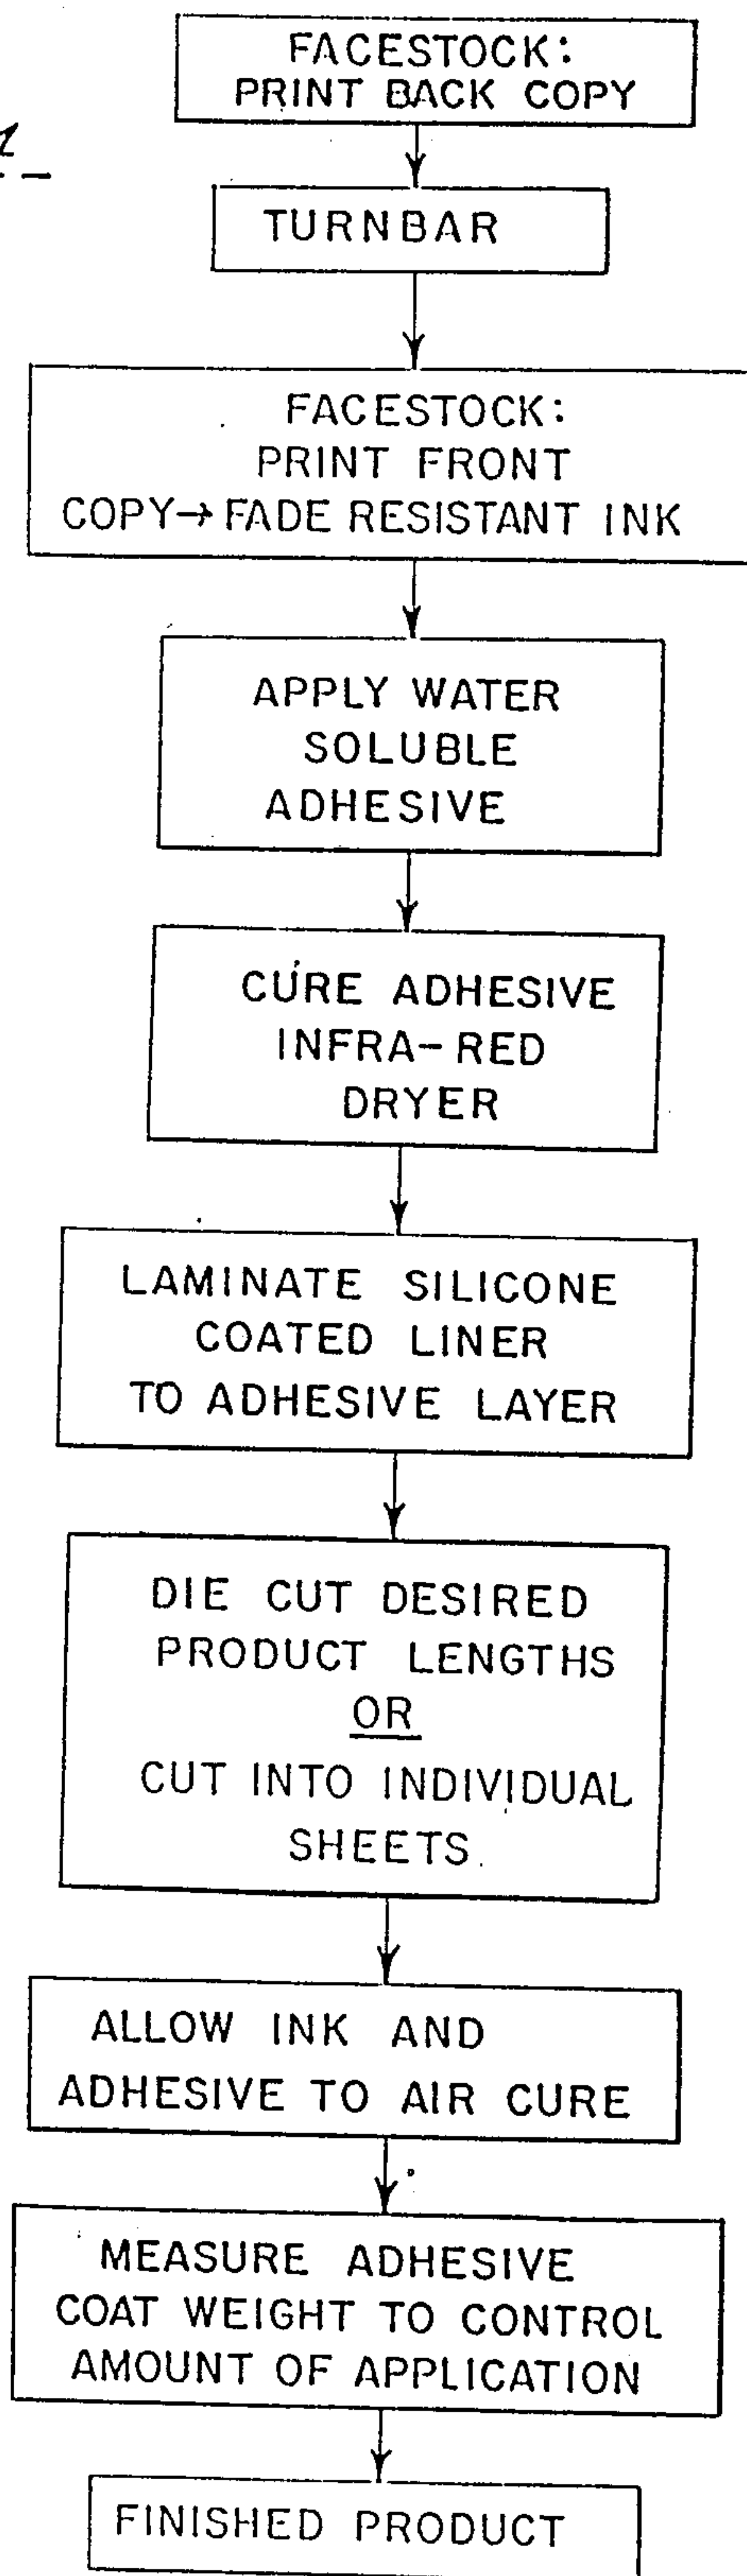 FACESTOCK:
PRINT BACK COPY
TURNBAR
FACESTOCK:
PRINT FRONT
COPY→FADE RESISTANT INK
APPLY WATER
SOLUBLE
ADHESIVE
CURE ADHESIVE
INFRA-RED
DRYER
LAMINATE SILICONE
COATED LINER
TO ADHESIVE LAYER
DIE CUT DESIRED
PRODUCT LENGTHS
OR
CUT INTO INDIVIDUAL
SHEETS
ALLOW INK AND
ADHESIVE TO AIR CURE
MEASURE ADHESIVE
COAT WEIGHT TO CONTROL
AMOUNT OF APPLICATION
FINISHED PRODUCT